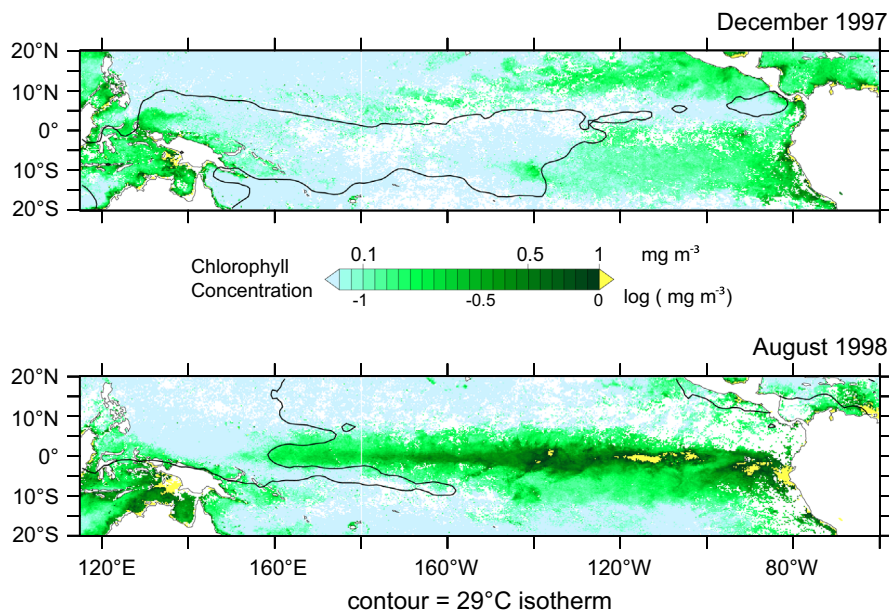 December 1997
20°N
10°N
0°
10°S
20°S
Chlorophyll
Concentration
0.1 0.5 1 mg m-3
-1 -0.5 0 log ( mg m-3)
August 1998
20°N
10°N
0°
10°S
20°S
120°E 160°E 160°W 120°W 80°W
contour = 29°C isotherm